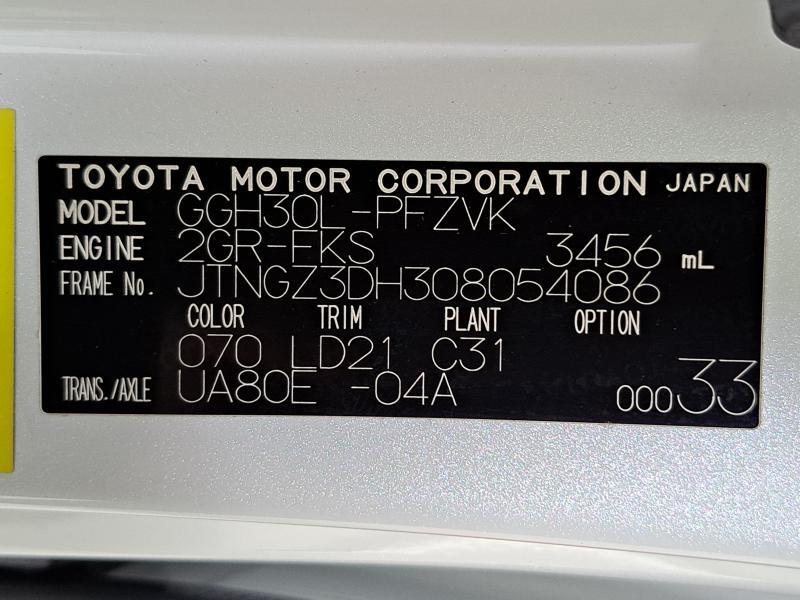 TOYOTA MOTOR CORPORATION JAPAN
MODEL GGH30L-PFZVK
ENGINE 2GR-FKS 3456 mL
FRAME No. JTNGZ3DH308054086
COLOR TRIM PLANT OPTION
070 LD21 C31
TRANS./AXLE UA80E -04A 00033